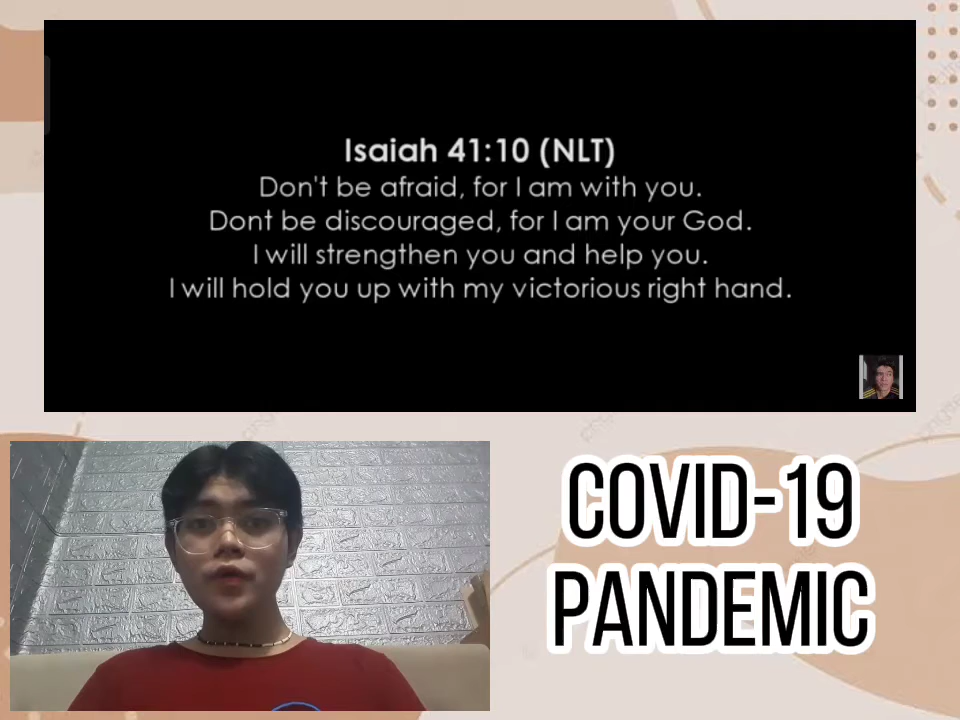 Isaiah 41:10 (NLT)
Don't be afraid, for I am with you.
Dont be discouraged, for I am your God.
I will strengthen you and help you.
I will hold you up with my victorious right hand.
COVID-19
PANDEMIC